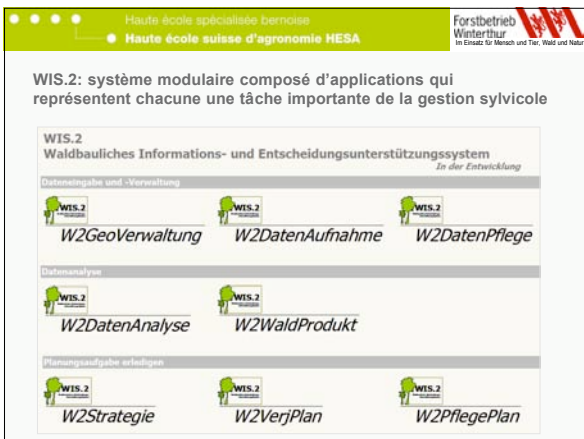 Haute école spécialisée bernoise
Haute école suisse d'agronomie HESA
Forstbetrieb
Winterthur
Im Einsatz für Mensch und Tier, Wald und Natur
WIS.2: système modulaire composé d'applications qui
représentent chacune une tâche importante de la gestion sylvicole
WIS.2
Waldbauliches Informations- und Entscheidungsunterstützungssystem
In der Entwicklung
Dateneingabe und -Verwaltung
WIS.2 WIS.2 WIS.2
W2GeoVerwaltung W2DatenAufnahme W2DatenPflege
Datenanalyse
WIS.2 WIS.2
W2DatenAnalyse W2WaldProdukt
Planungsaufgabe erledigen
WIS.2 WIS.2 WIS.2
W2Strategie W2VerjPlan W2PflegePlan